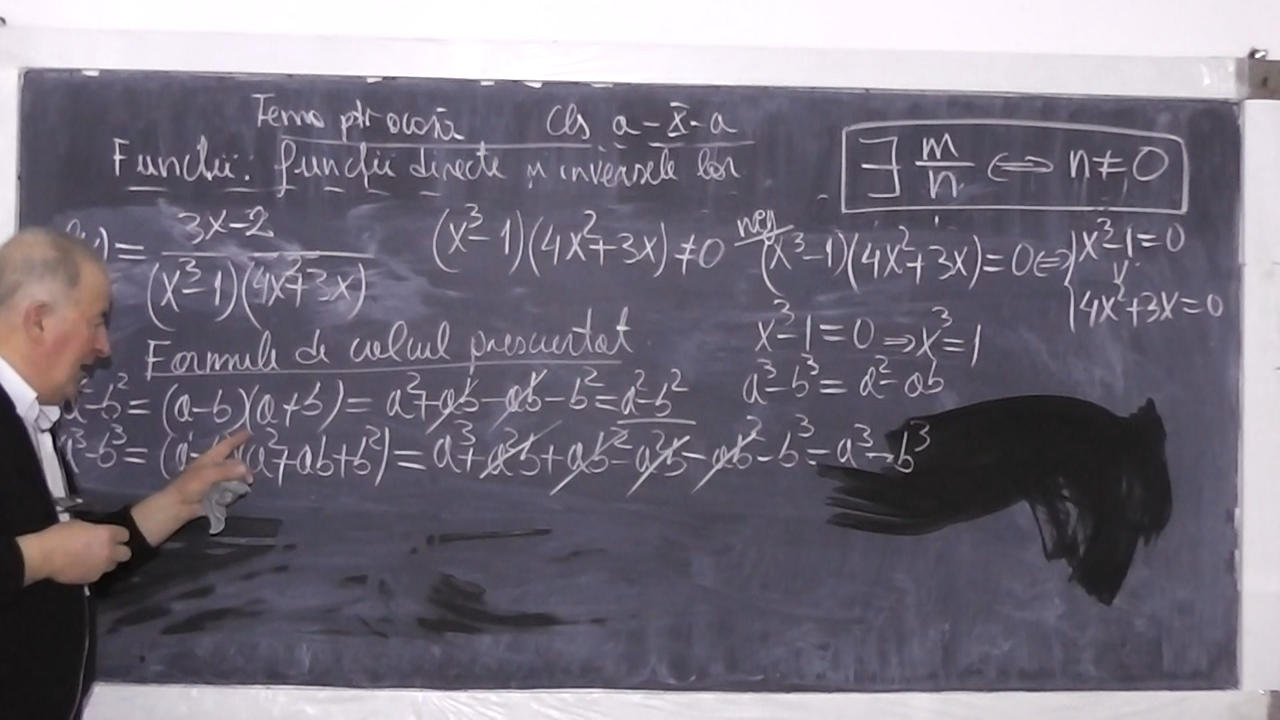 Tema ptr acasă Cls a-X-a
Funcții: funcții directe și inversele lor
∃ m/n ⇔ n≠0
)= 3x-2/(x³-1)(4x²+3x)
(x³-1)(4x²+3x)≠0
neg
(x³-1)(4x²+3x)=0⇔{x³-1=0
v
4x²+3x=0
x³-1=0⇒x³=1
a³-b³=a²-ab
Formule de calcul prescurtat
-b²=(a-b)(a+b)=a²+ab-ab-b²=a²-b²
³-b³=(a- a²+ab+b²)=a³+a²b+ab²-a²b-ab²-b³=a³-b³